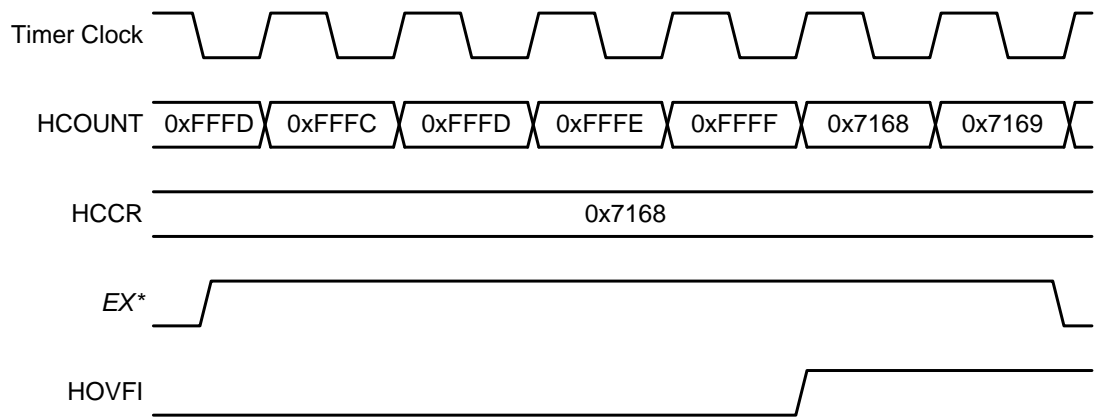 Timer Clock
HCOUNT 0xFFFD 0xFFFC 0xFFFD 0xFFFE 0xFFFF 0x7168 0x7169
HCCR 0x7168
EX*
HOVFI